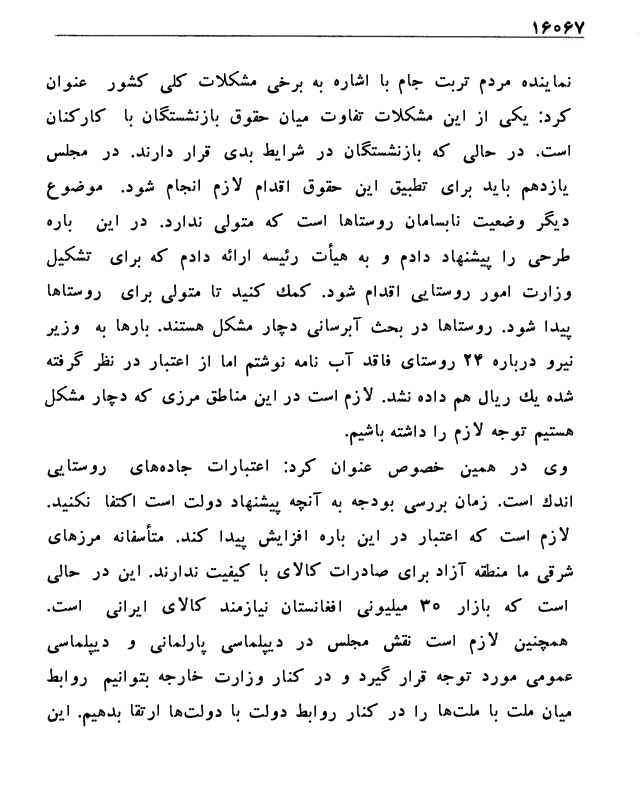 ۱۶۰۶۷
نماینده مردم تربت جام با اشاره به برخی مشکلات کلی کشور عنوان
کرد: یکی از این مشکلات تفاوت میان حقوق بازنشستگان با کارکنان
است. در حالی که بازنشستگان در شرایط بدی قرار دارند. در مجلس
یازدهم باید برای تطبیق این حقوق اقدام لازم انجام شود. موضوع
دیگر وضعیت نابسامان روستاها است که متولی ندارد. در این باره
طرحی را پیشنهاد دادم و به هیأت رئیسه ارائه دادم که برای تشکیل
وزارت امور روستایی اقدام شود. کمك کنید تا متولی برای روستاها
پیدا شود. روستاها در بحث آبرسانی دچار مشکل هستند. بارها به وزیر
نیرو درباره ۲۴ روستای فاقد آب نامه نوشتم اما از اعتبار در نظر گرفته
شده یك ریال هم داده نشد. لازم است در این مناطق مرزی که دچار مشکل
هستیم توجه لازم را داشته باشیم.
وی در همین خصوص عنوان کرد: اعتبارات جاده‌های روستایی
اندك است. زمان بررسی بودجه به آنچه پیشنهاد دولت است اکتفا نکنید.
لازم است که اعتبار در این باره افزایش پیدا کند. متأسفانه مرزهای
شرقی ما منطقه آزاد برای صادرات کالای با کیفیت ندارند. این در حالی
است که بازار ۳۰ میلیونی افغانستان نیازمند کالای ایرانی است.
همچنین لازم است نقش مجلس در دیپلماسی پارلمانی و دیپلماسی
عمومی مورد توجه قرار گیرد و در کنار وزارت خارجه بتوانیم روابط
میان ملت با ملت‌ها را در کنار روابط دولت با دولت‌ها ارتقا بدهیم. این